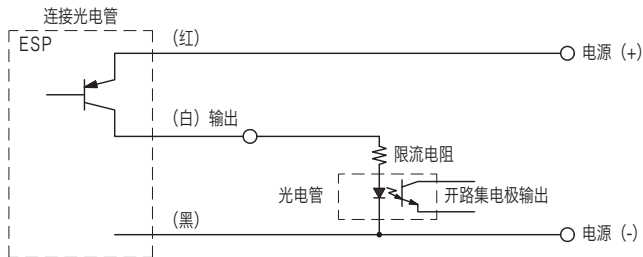 连接光电管
ESP
（红）
电源（+）
（白）输出
限流电阻
光电管
开路集电极输出
（黑）
电源（-）